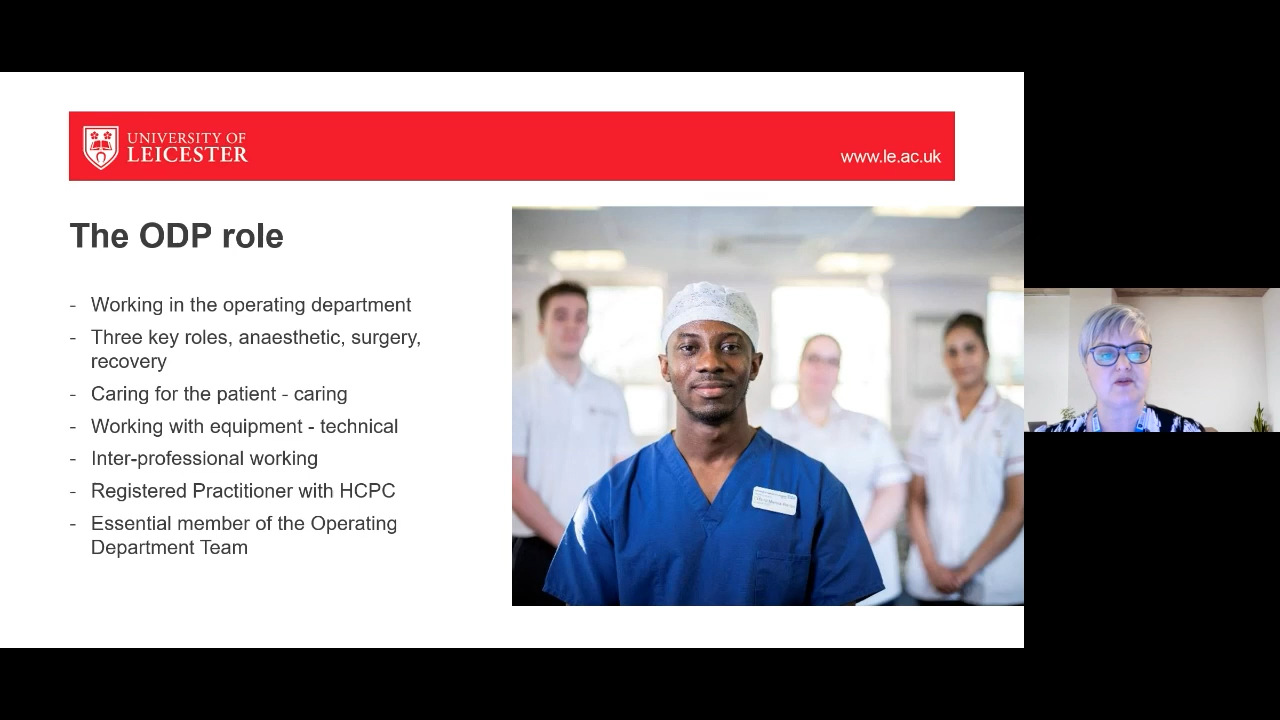 UNIVERSITY OF
LEICESTER
www.le.ac.uk
The ODP role
- Working in the operating department
- Three key roles, anaesthetic, surgery,
recovery
- Caring for the patient - caring
- Working with equipment - technical
- Inter-professional working
- Registered Practitioner with HCPC
- Essential member of the Operating
Department Team